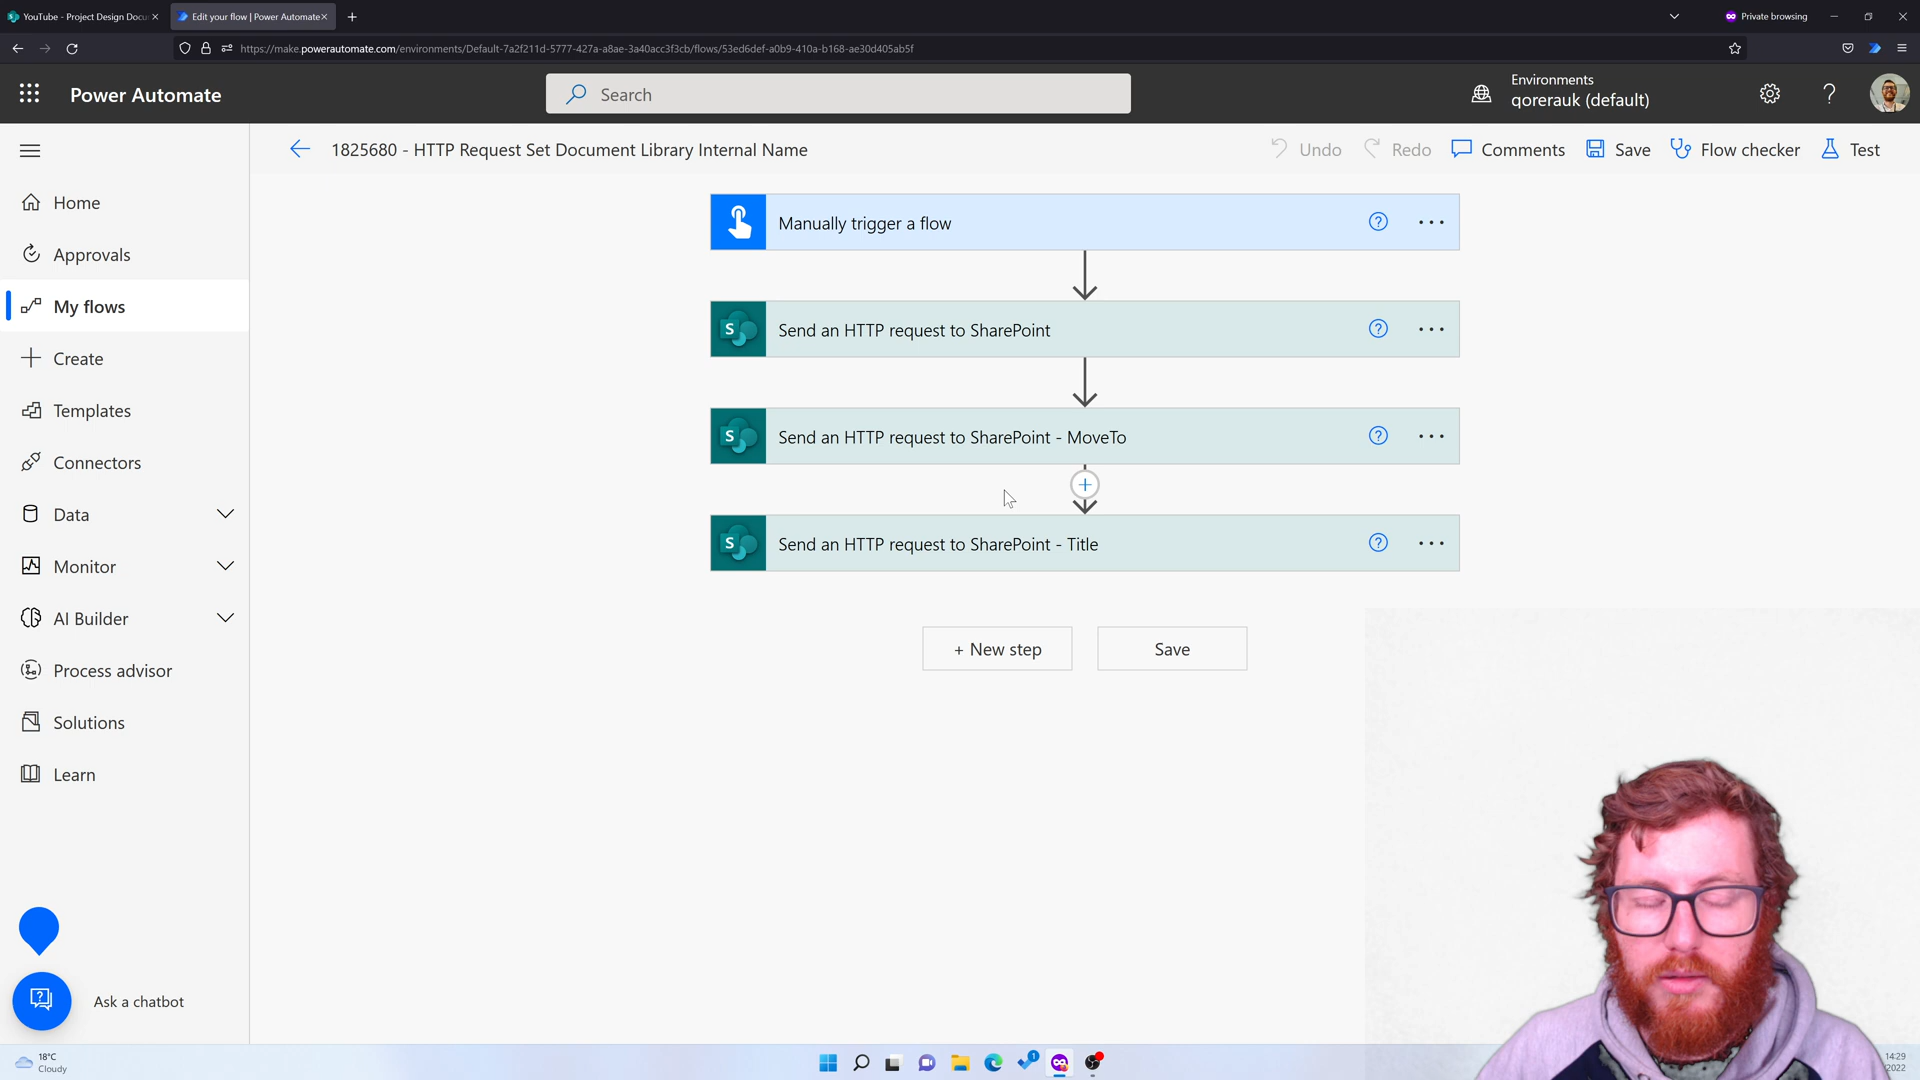 YouTube - Project Design Docu
Edit your flow | Power Automate
Private browsing
https://make.powerautomate.com/environments/Default-7a2f211d-5777-427a-a8ae-3a40acc3f3cb/flows/53ed6def-a0b9-410a-b168-ae30d405ab5f
Power Automate
Search
Environments
qorerauk (default)
1825680 - HTTP Request Set Document Library Internal Name
Undo
Redo
Comments
Save
Flow checker
Test
Home
Approvals
My flows
Create
Templates
Connectors
Data
Monitor
AI Builder
Process advisor
Solutions
Learn
Ask a chatbot
Manually trigger a flow
Send an HTTP request to SharePoint
Send an HTTP request to SharePoint - MoveTo
Send an HTTP request to SharePoint - Title
+ New step
Save
18°C
Cloudy
14:29
2022